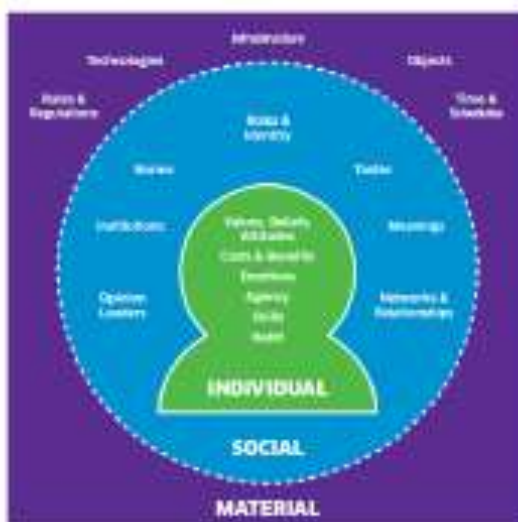 Infrastructure
Technologies
Objects
Rules &
Regulations
Time &
Schedules
Roles &
Identity
Norms
Tastes
Institutions
Meanings
Opinion
Leaders
Networks &
Relationships
Values, Beliefs,
Attitudes
Costs & Benefits
Emotions
Agency
Skills
Habit
INDIVIDUAL
SOCIAL
MATERIAL